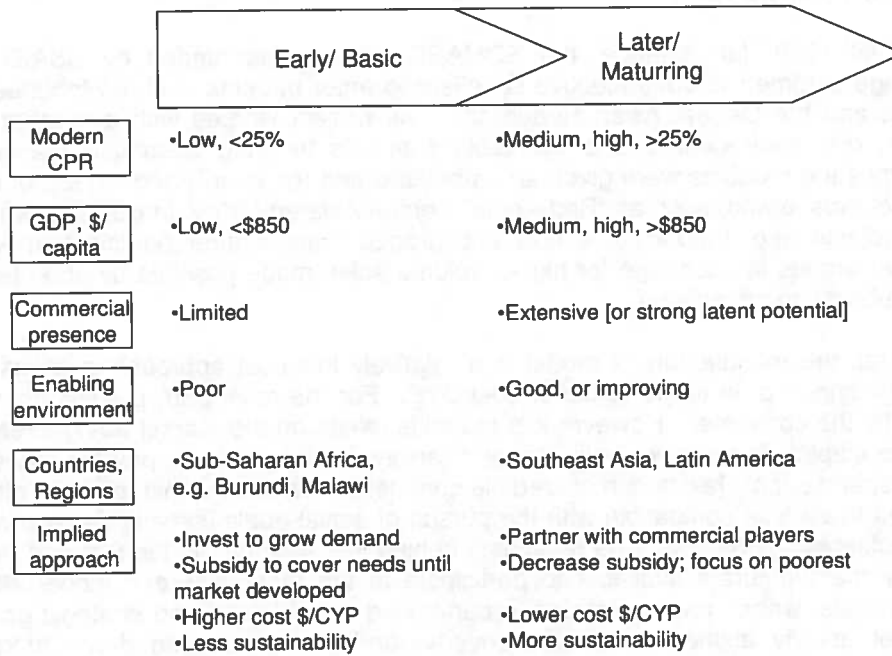 Early/ Basic
Later/
Maturring
Modern
CPR
•Low, <25%
•Medium, high, >25%
GDP, $/
capita
•Low, <$850
•Medium, high, >$850
Commercial
presence
•Limited
•Extensive [or strong latent potential]
Enabling
environment
•Poor
•Good, or improving
Countries,
Regions
•Sub-Saharan Africa,
e.g. Burundi, Malawi
•Southeast Asia, Latin America
Implied
approach
•Invest to grow demand
•Subsidy to cover needs until
market developed
•Higher cost $/CYP
•Less sustainability
•Partner with commercial players
•Decrease subsidy; focus on poorest
•Lower cost $/CYP
•More sustainability